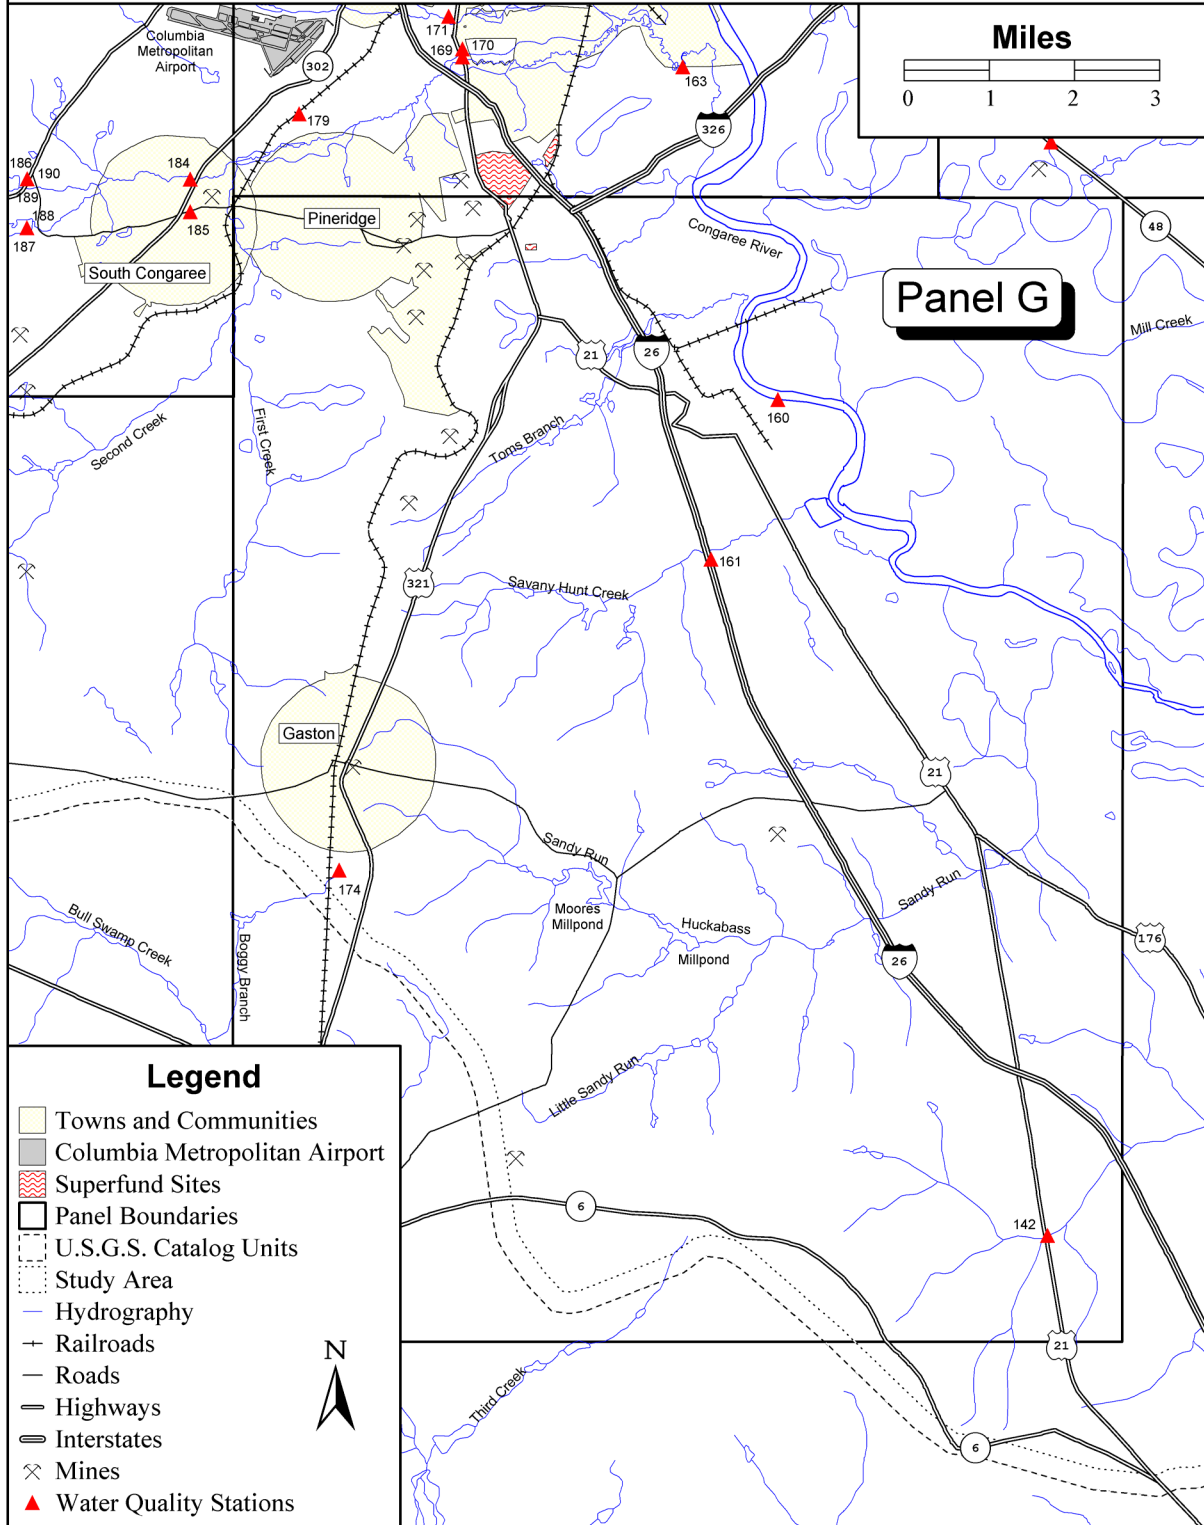 Columbia
Metropolitan
Airport
302
171
169
170
163
326
Miles
0 1 2 3
179
186
190
189
188
187
184
185
Pineridge
South Congaree
Congaree River
48
Panel G
Mill Creek
21
26
160
Second Creek
First Creek
Toms Branch
161
321
Savany Hunt Creek
Gaston
21
Sandy Run
174
Moores
Millpond
Huckabass
Millpond
Sandy Run
176
26
Bull Swamp Creek
Boggy Branch
Little Sandy Run
6
142
21
Third Creek
6
Legend
Towns and Communities
Columbia Metropolitan Airport
Superfund Sites
Panel Boundaries
U.S.G.S. Catalog Units
Study Area
Hydrography
Railroads
Roads
Highways
Interstates
Mines
Water Quality Stations
N